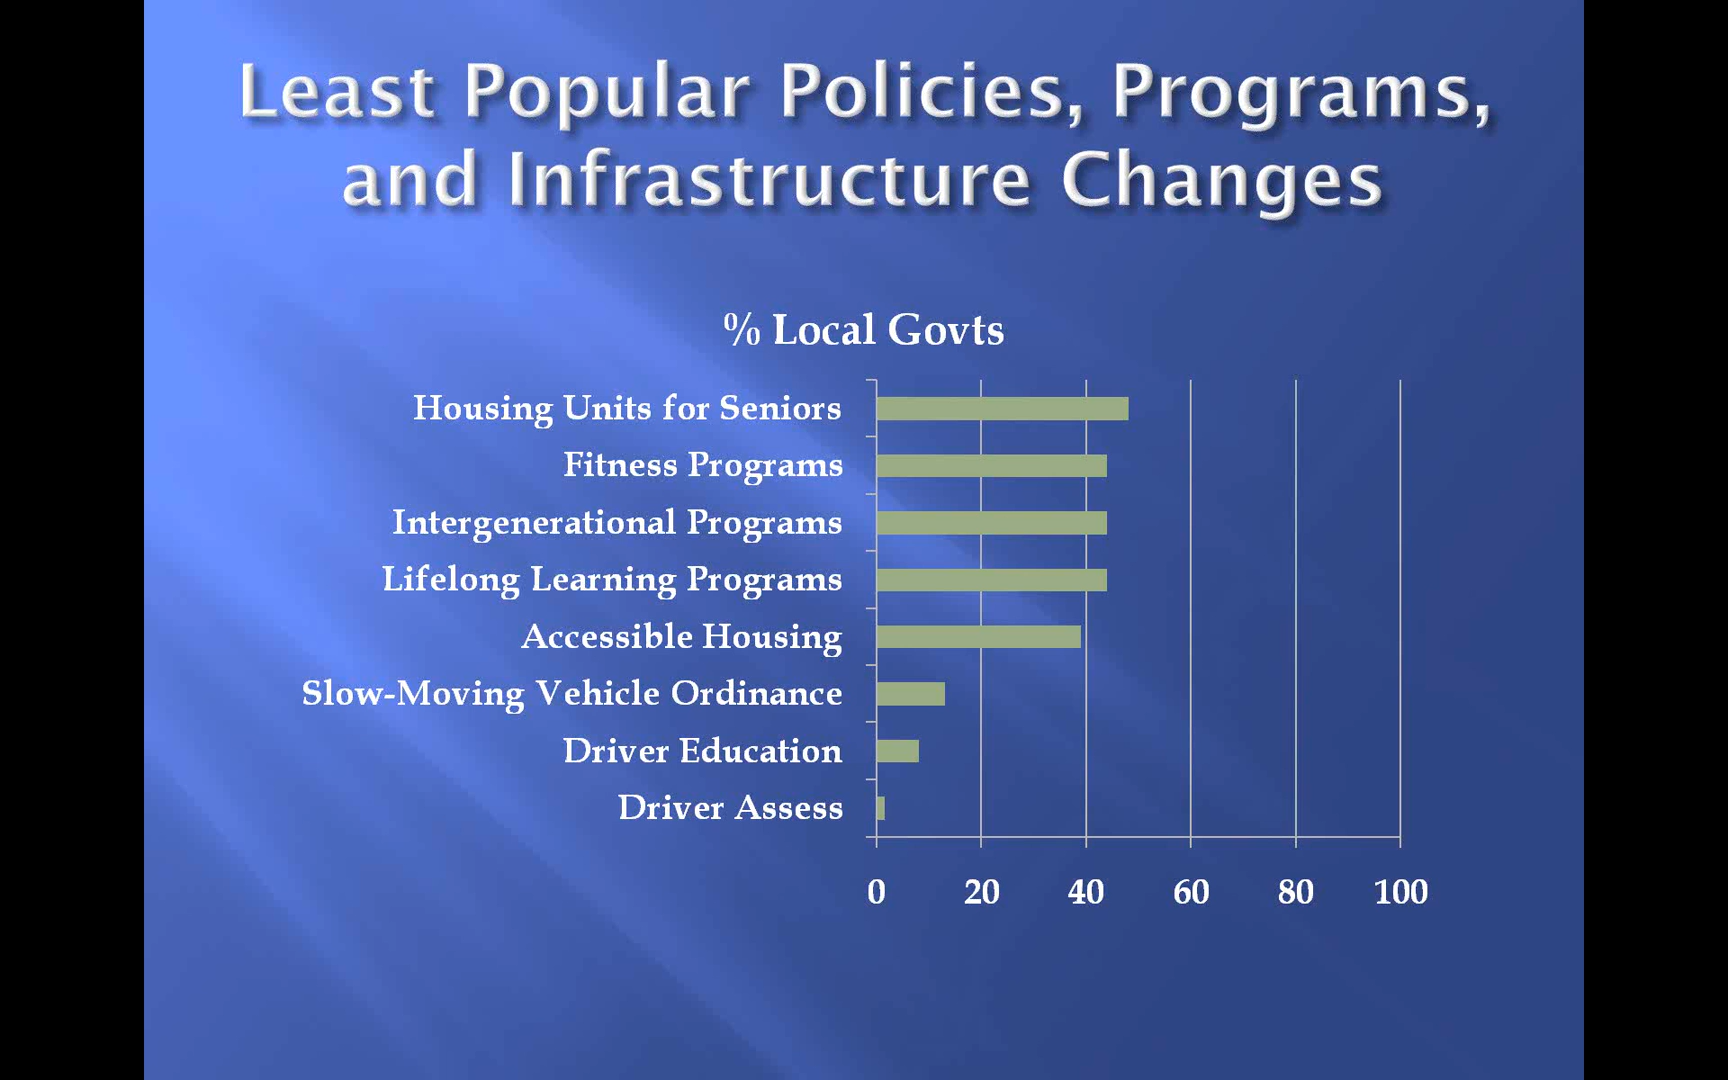 Least Popular Policies, Programs,
and Infrastructure Changes
% Local Govts
Housing Units for Seniors
Fitness Programs
Intergenerational Programs
Lifelong Learning Programs
Accessible Housing
Slow-Moving Vehicle Ordinance
Driver Education
Driver Assess
0 20 40 60 80 100